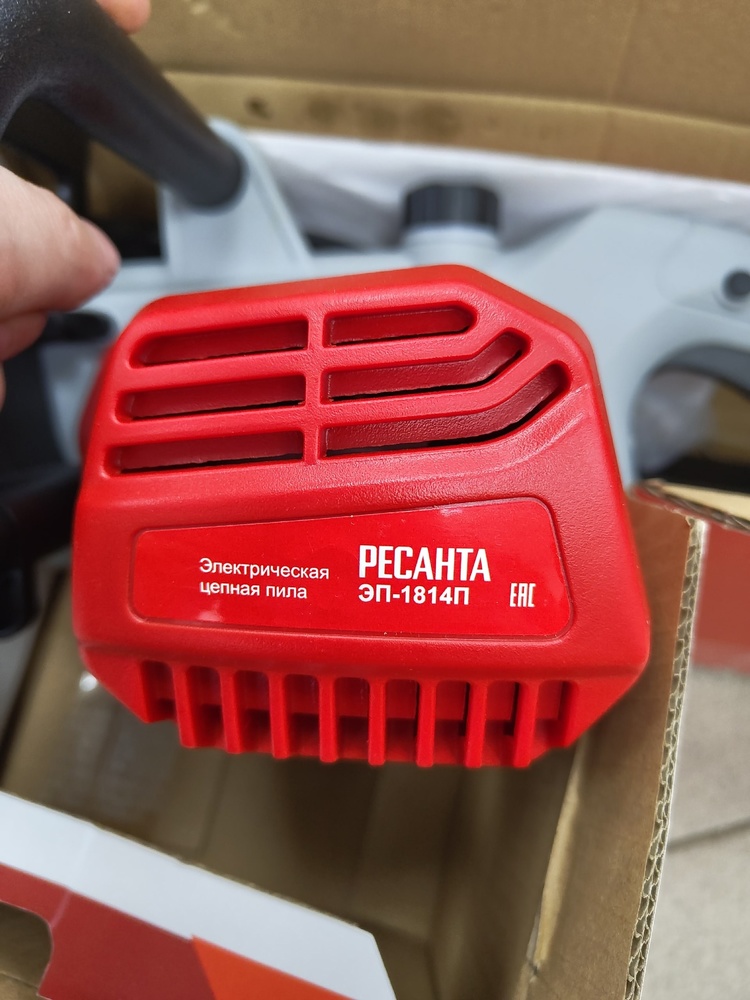 Электрическая
цепная пила
РЕСАНТА
ЭП-1814П
EAC